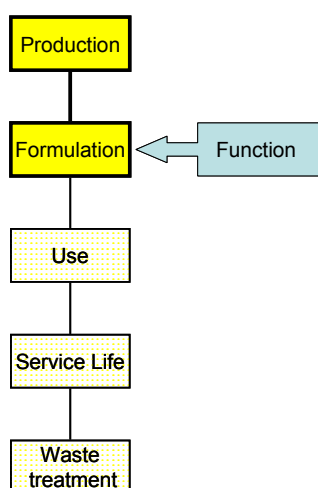 Production
Formulation
Function
Use
Service Life
Waste
treatment